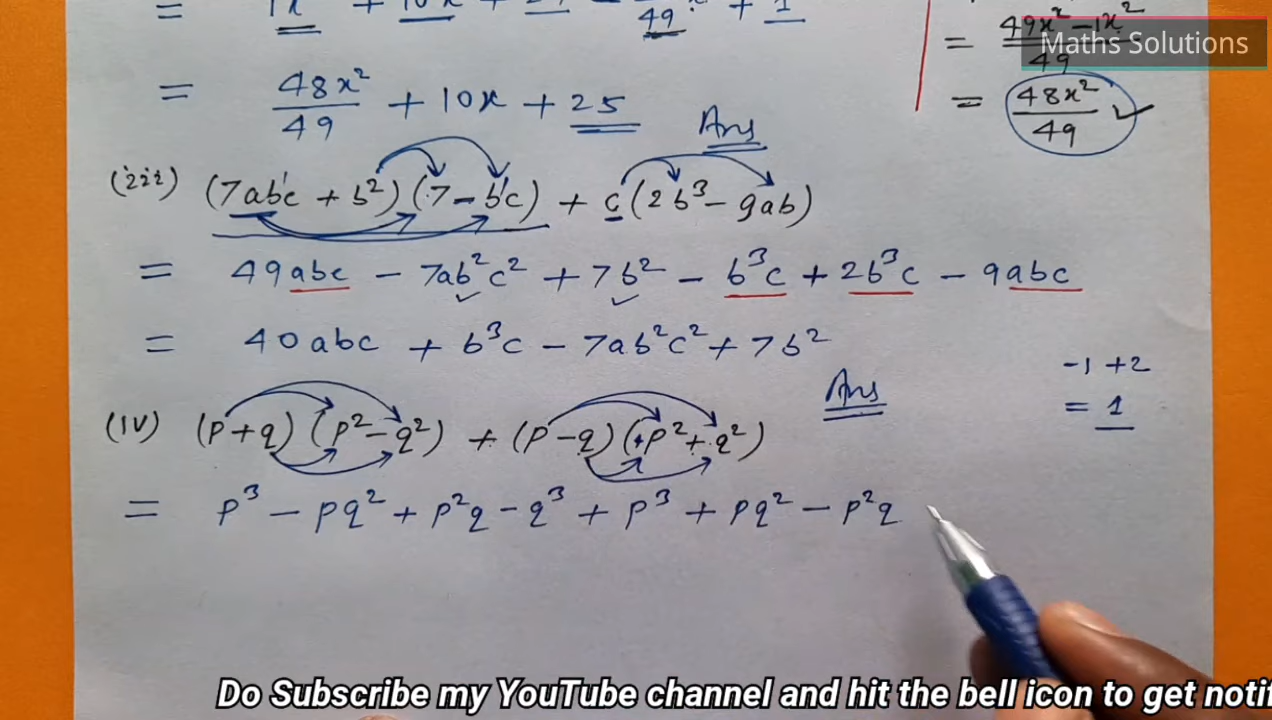 49x² - 1x²
Maths Solutions
= 49
= 48x²/49 + 10x + 25 Ans
= 48x²/49 ✓
(iii) (7abc + b²)(7 - bc) + c(2b³ - 9ab)
= 49abc - 7ab²c² + 7b² - b³c + 2b³c - 9abc
= 40abc + b³c - 7ab²c² + 7b² Ans
-1 +2
= 1
(iv) (p+q)(p²-q²) + (p-q)(+p²+q²)
= p³ - pq² + p²q - q³ + p³ + pq² - p²q
Do Subscribe my YouTube channel and hit the bell icon to get notif